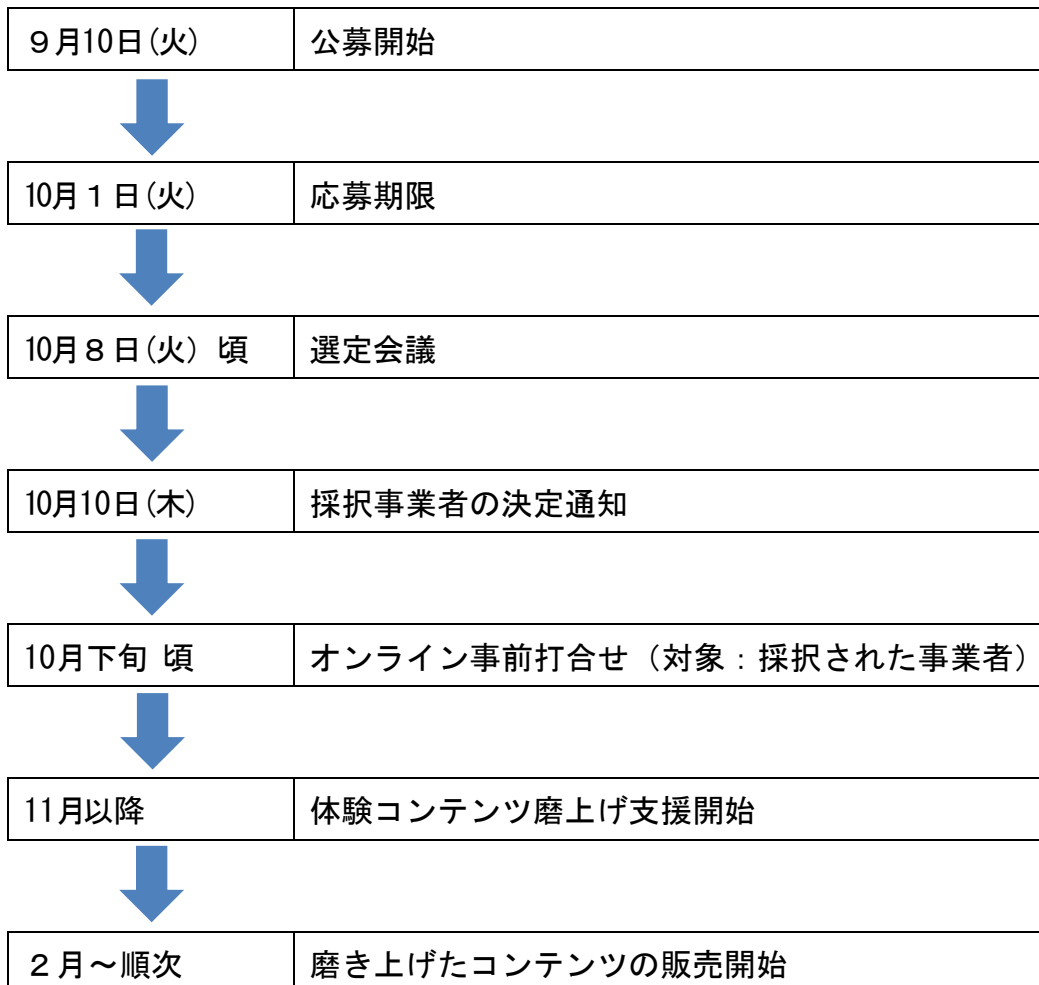 ９月10日(火) 公募開始
10月１日(火) 応募期限
10月８日(火) 頃 選定会議
10月10日(木) 採択事業者の決定通知
10月下旬 頃 オンライン事前打合せ（対象：採択された事業者）
11月以降 体験コンテンツ磨上げ支援開始
２月～順次 磨き上げたコンテンツの販売開始